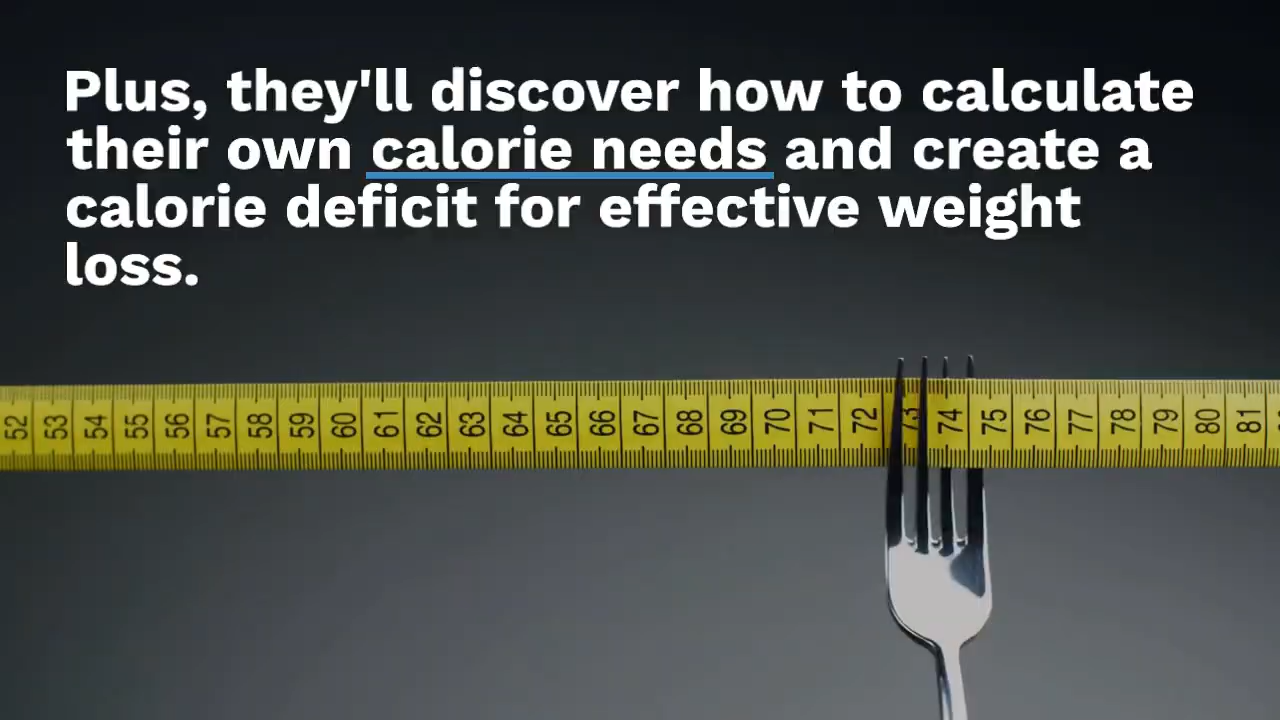 Plus, they'll discover how to calculate
their own calorie needs and create a
calorie deficit for effective weight
loss.
52 53 54 55 56 57 58 59 60 61 62 63 64 65 66 67 68 69 70 71 72 73 74 75 76 77 78 79 80 81